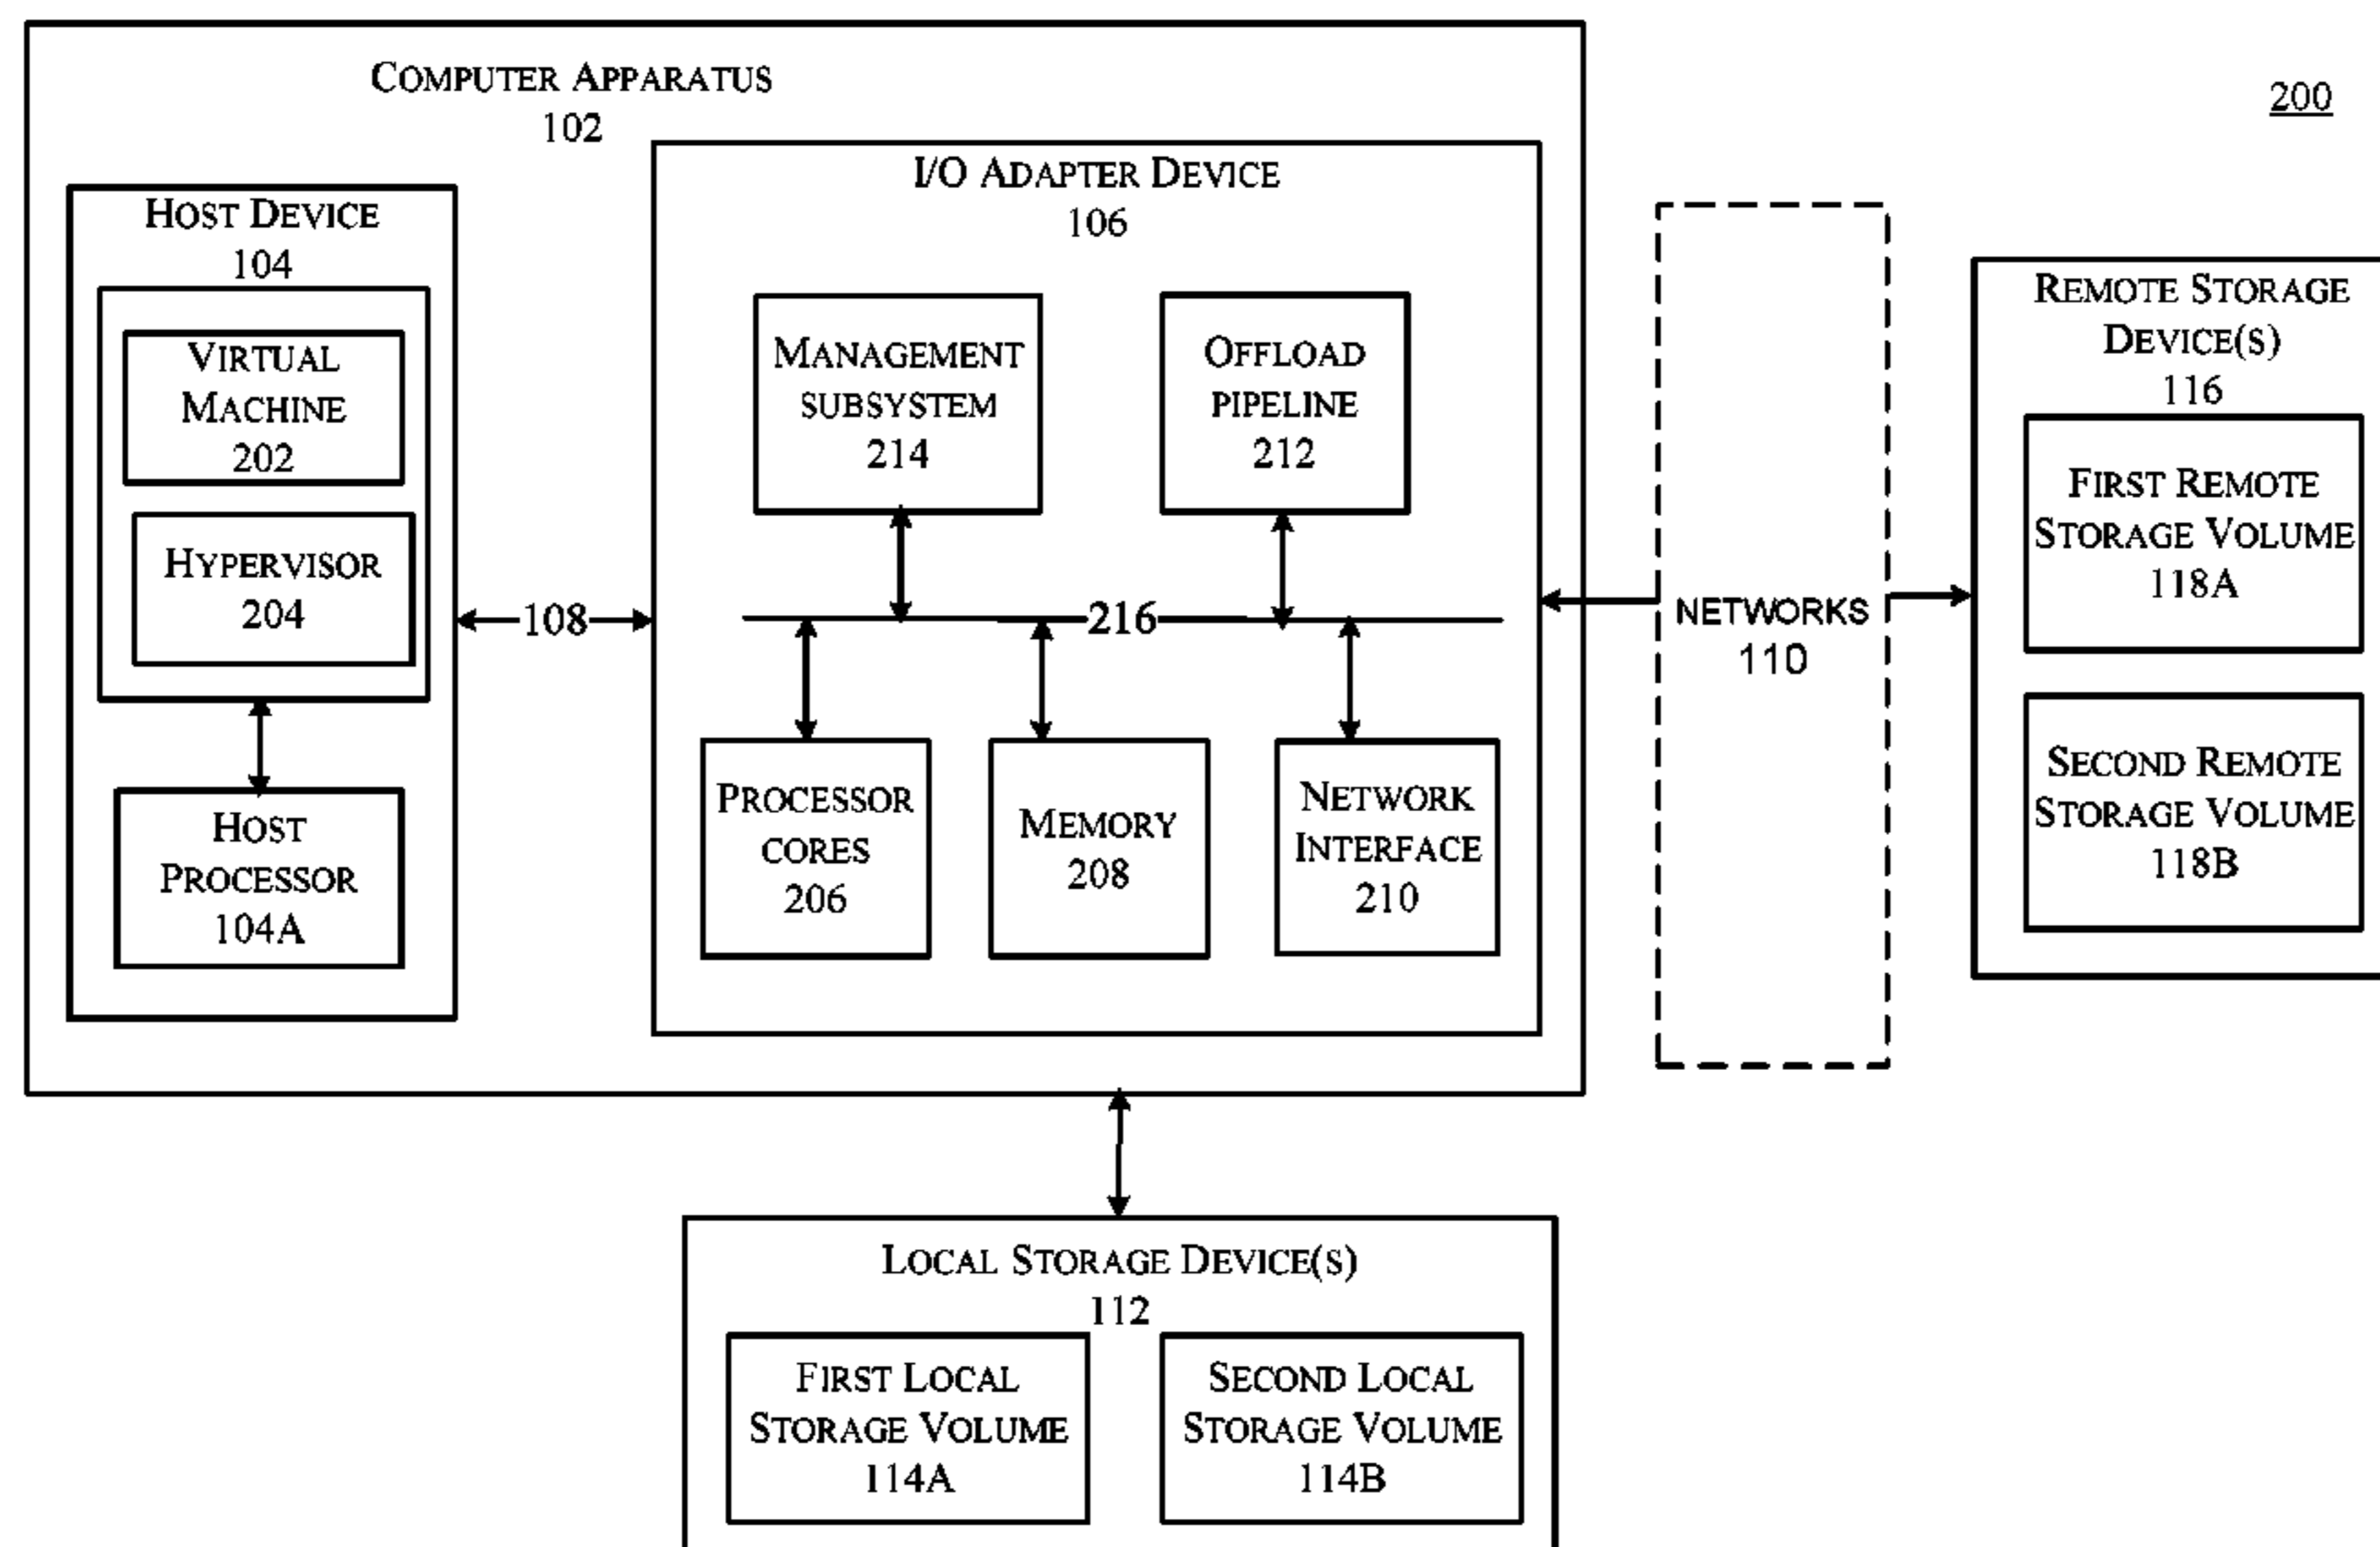 COMPUTER APPARATUS
102
200
HOST DEVICE
104
VIRTUAL
MACHINE
202
HYPERVISOR
204
HOST
PROCESSOR
104A
108
I/O ADAPTER DEVICE
106
MANAGEMENT
SUBSYSTEM
214
OFFLOAD
PIPELINE
212
216
PROCESSOR
CORES
206
MEMORY
208
NETWORK
INTERFACE
210
NETWORKS
110
REMOTE STORAGE
DEVICE(S)
116
FIRST REMOTE
STORAGE VOLUME
118A
SECOND REMOTE
STORAGE VOLUME
118B
LOCAL STORAGE DEVICE(S)
112
FIRST LOCAL
STORAGE VOLUME
114A
SECOND LOCAL
STORAGE VOLUME
114B